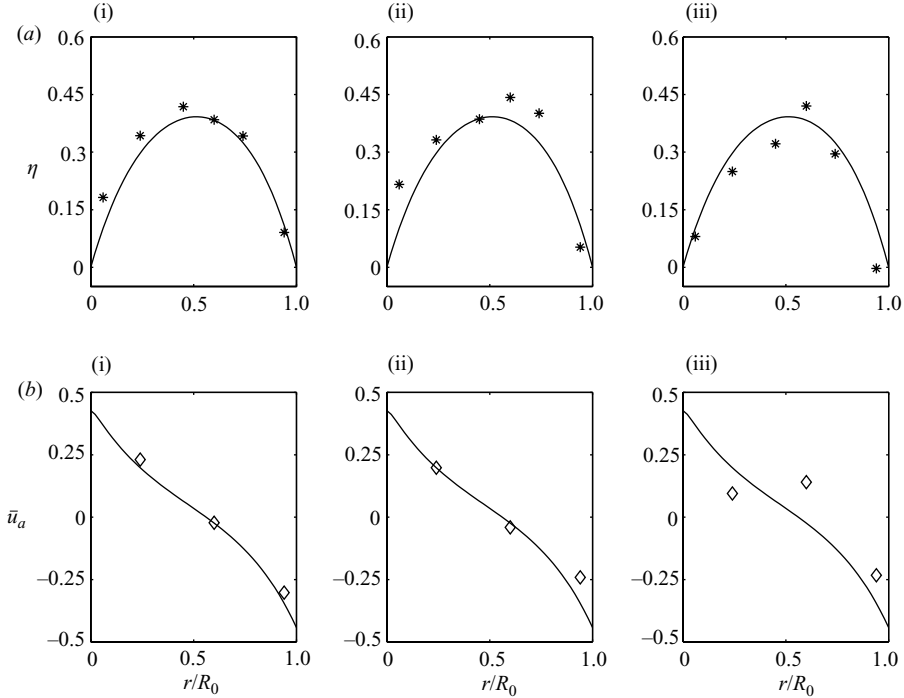 (i) (ii) (iii)
(a)
0.6 0.6 0.6
0.45 0.45 0.45
η 0.3 0.3 0.3
0.15 0.15 0.15
0 0 0
0 0.5 1.0 0 0.5 1.0 0 0.5 1.0
(i) (ii) (iii)
(b)
0.5 0.5 0.5
0.25 0.25 0.25
ū_a 0 0 0
−0.25 −0.25 −0.25
−0.5 −0.5 −0.5
0 0.5 1.0 0 0.5 1.0 0 0.5 1.0
r/R₀ r/R₀ r/R₀